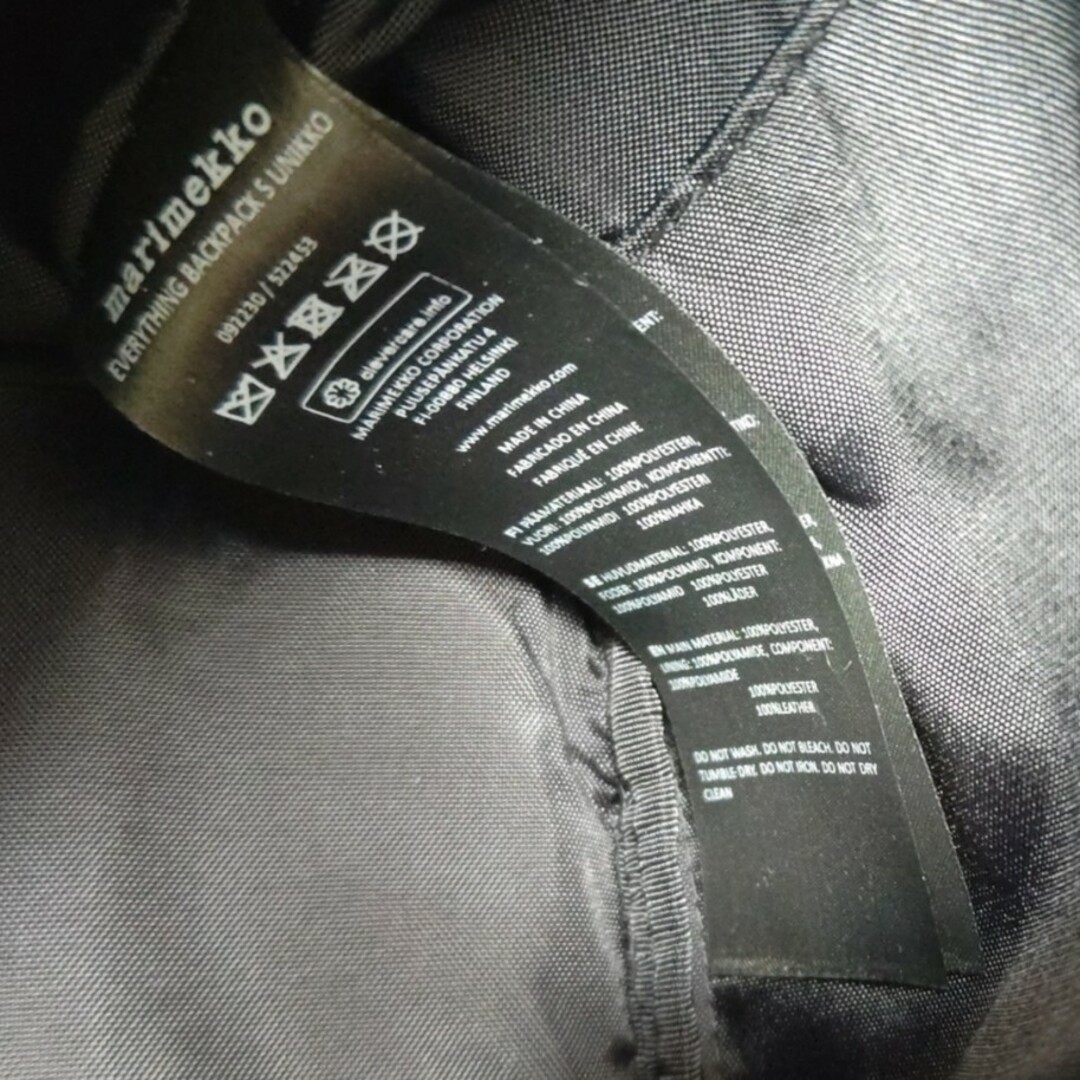 marimekko
EVERYTHING BACKPACK S UNIKKO
091230 / 522653
clevercare.info
MARIMEKKO CORPORATION
PUUSEPÄNKATU 4
FI-00880 HELSINKI
FINLAND
www.marimekko.com
MADE IN CHINA
FABRICADO EN CHINA
FABRIQUÉ EN CHINE
FI PÄÄMATERIAALI: 100%POLYESTERI,
VUORI: 100%POLYAMIDI, KOMPONENTTI:
100%POLYAMIDI 100%POLYESTERI
100%NAHKA
SE HUVUDMATERIAL: 100%POLYESTER,
FODER: 100%POLYAMID, KOMPONENT:
100%POLYAMID 100%POLYESTER
100%LÄDER
EN MAIN MATERIAL: 100%POLYESTER,
LINING: 100%POLYAMIDE, COMPONENT:
100%POLYAMIDE
100%POLYESTER
100%LEATHER
DO NOT WASH. DO NOT BLEACH. DO NOT
TUMBLE-DRY. DO NOT IRON. DO NOT DRY
CLEAN